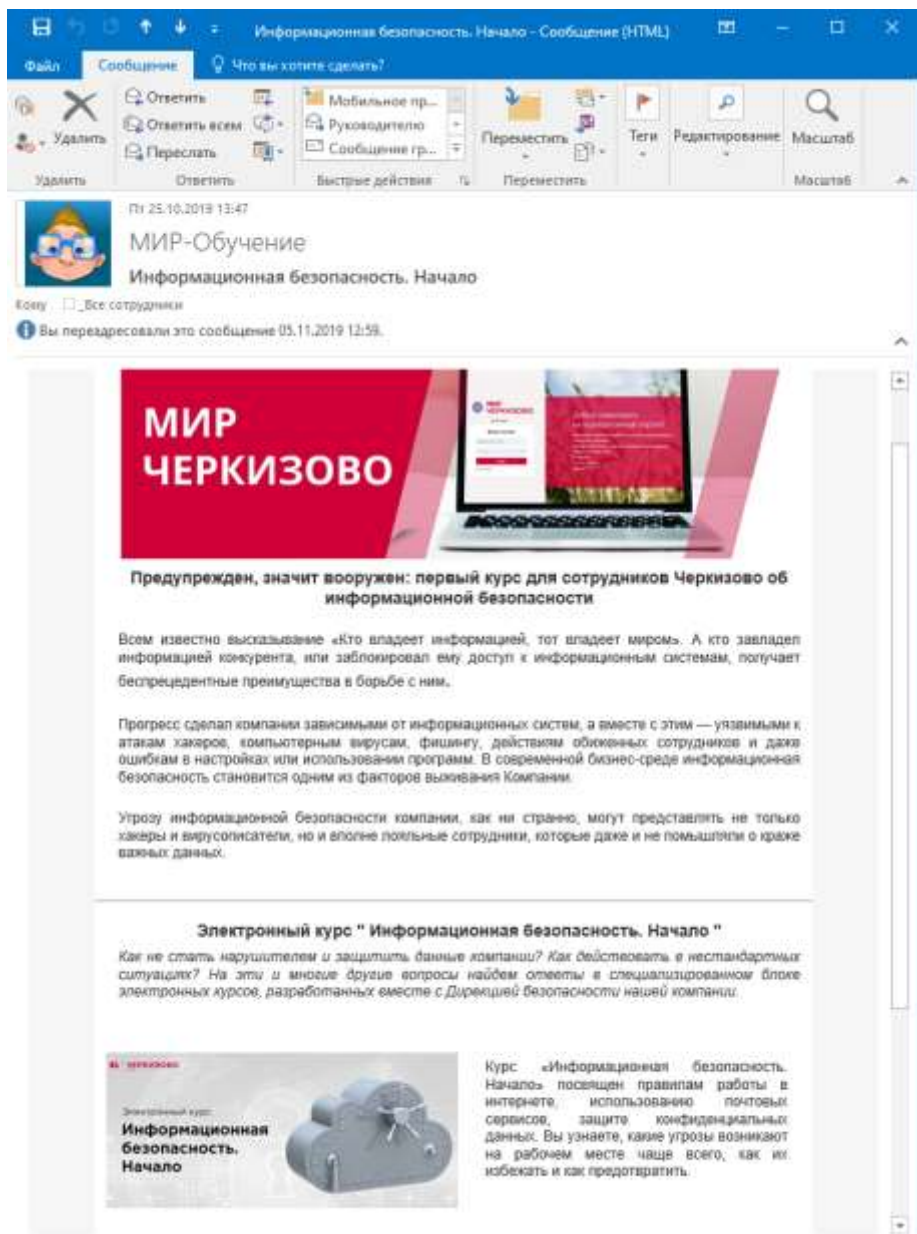 Информационная безопасность. Начало - Сообщение (HTML)
Файл Сообщение Что вы хотите сделать?
Удалить
Ответить
Ответить всем
Переслать
Мобильное пр...
Руководителю
Сообщение гр...
Переместить
Теги
Редактирование
Масштаб
Удалить Ответить Быстрые действия Переместить Масштаб
Пт 25.10.2019 13:47
МИР-Обучение
Информационная безопасность. Начало
Кому _Все сотрудники
Вы переадресовали это сообщение 05.11.2019 12:59.
МИР
ЧЕРКИЗОВО
Предупрежден, значит вооружен: первый курс для сотрудников Черкизово об
информационной безопасности
Всем известно высказывание «Кто владеет информацией, тот владеет миром». А кто завладел
информацией конкурента, или заблокировал ему доступ к информационным системам, получает
беспрецедентные преимущества в борьбе с ним.
Прогресс сделал компании зависимыми от информационных систем, а вместе с этим — уязвимыми к
атакам хакеров, компьютерным вирусам, фишингу, действиям обиженных сотрудников и даже
ошибкам в настройках или использовании программ. В современной бизнес-среде информационная
безопасность становится одним из факторов выживания Компании.
Угрозу информационной безопасности компании, как ни странно, могут представлять не только
хакеры и вирусописатели, но и вполне лояльные сотрудники, которые даже и не помышляли о краже
важных данных.
Электронный курс " Информационная безопасность. Начало "
Как не стать нарушителем и защитить данные компании? Как действовать в нестандартных
ситуациях? На эти и многие другие вопросы найдем ответы в специализированном блоке
электронных курсов, разработанных вместе с Дирекцией безопасности нашей компании.
ЧЕРКИЗОВО
Электронный курс
Информационная
безопасность.
Начало
Курс «Информационная безопасность.
Начало» посвящен правилам работы в
интернете, использованию почтовых
сервисов, защите конфиденциальных
данных. Вы узнаете, какие угрозы возникают
на рабочем месте чаще всего, как их
избежать и как предотвратить.